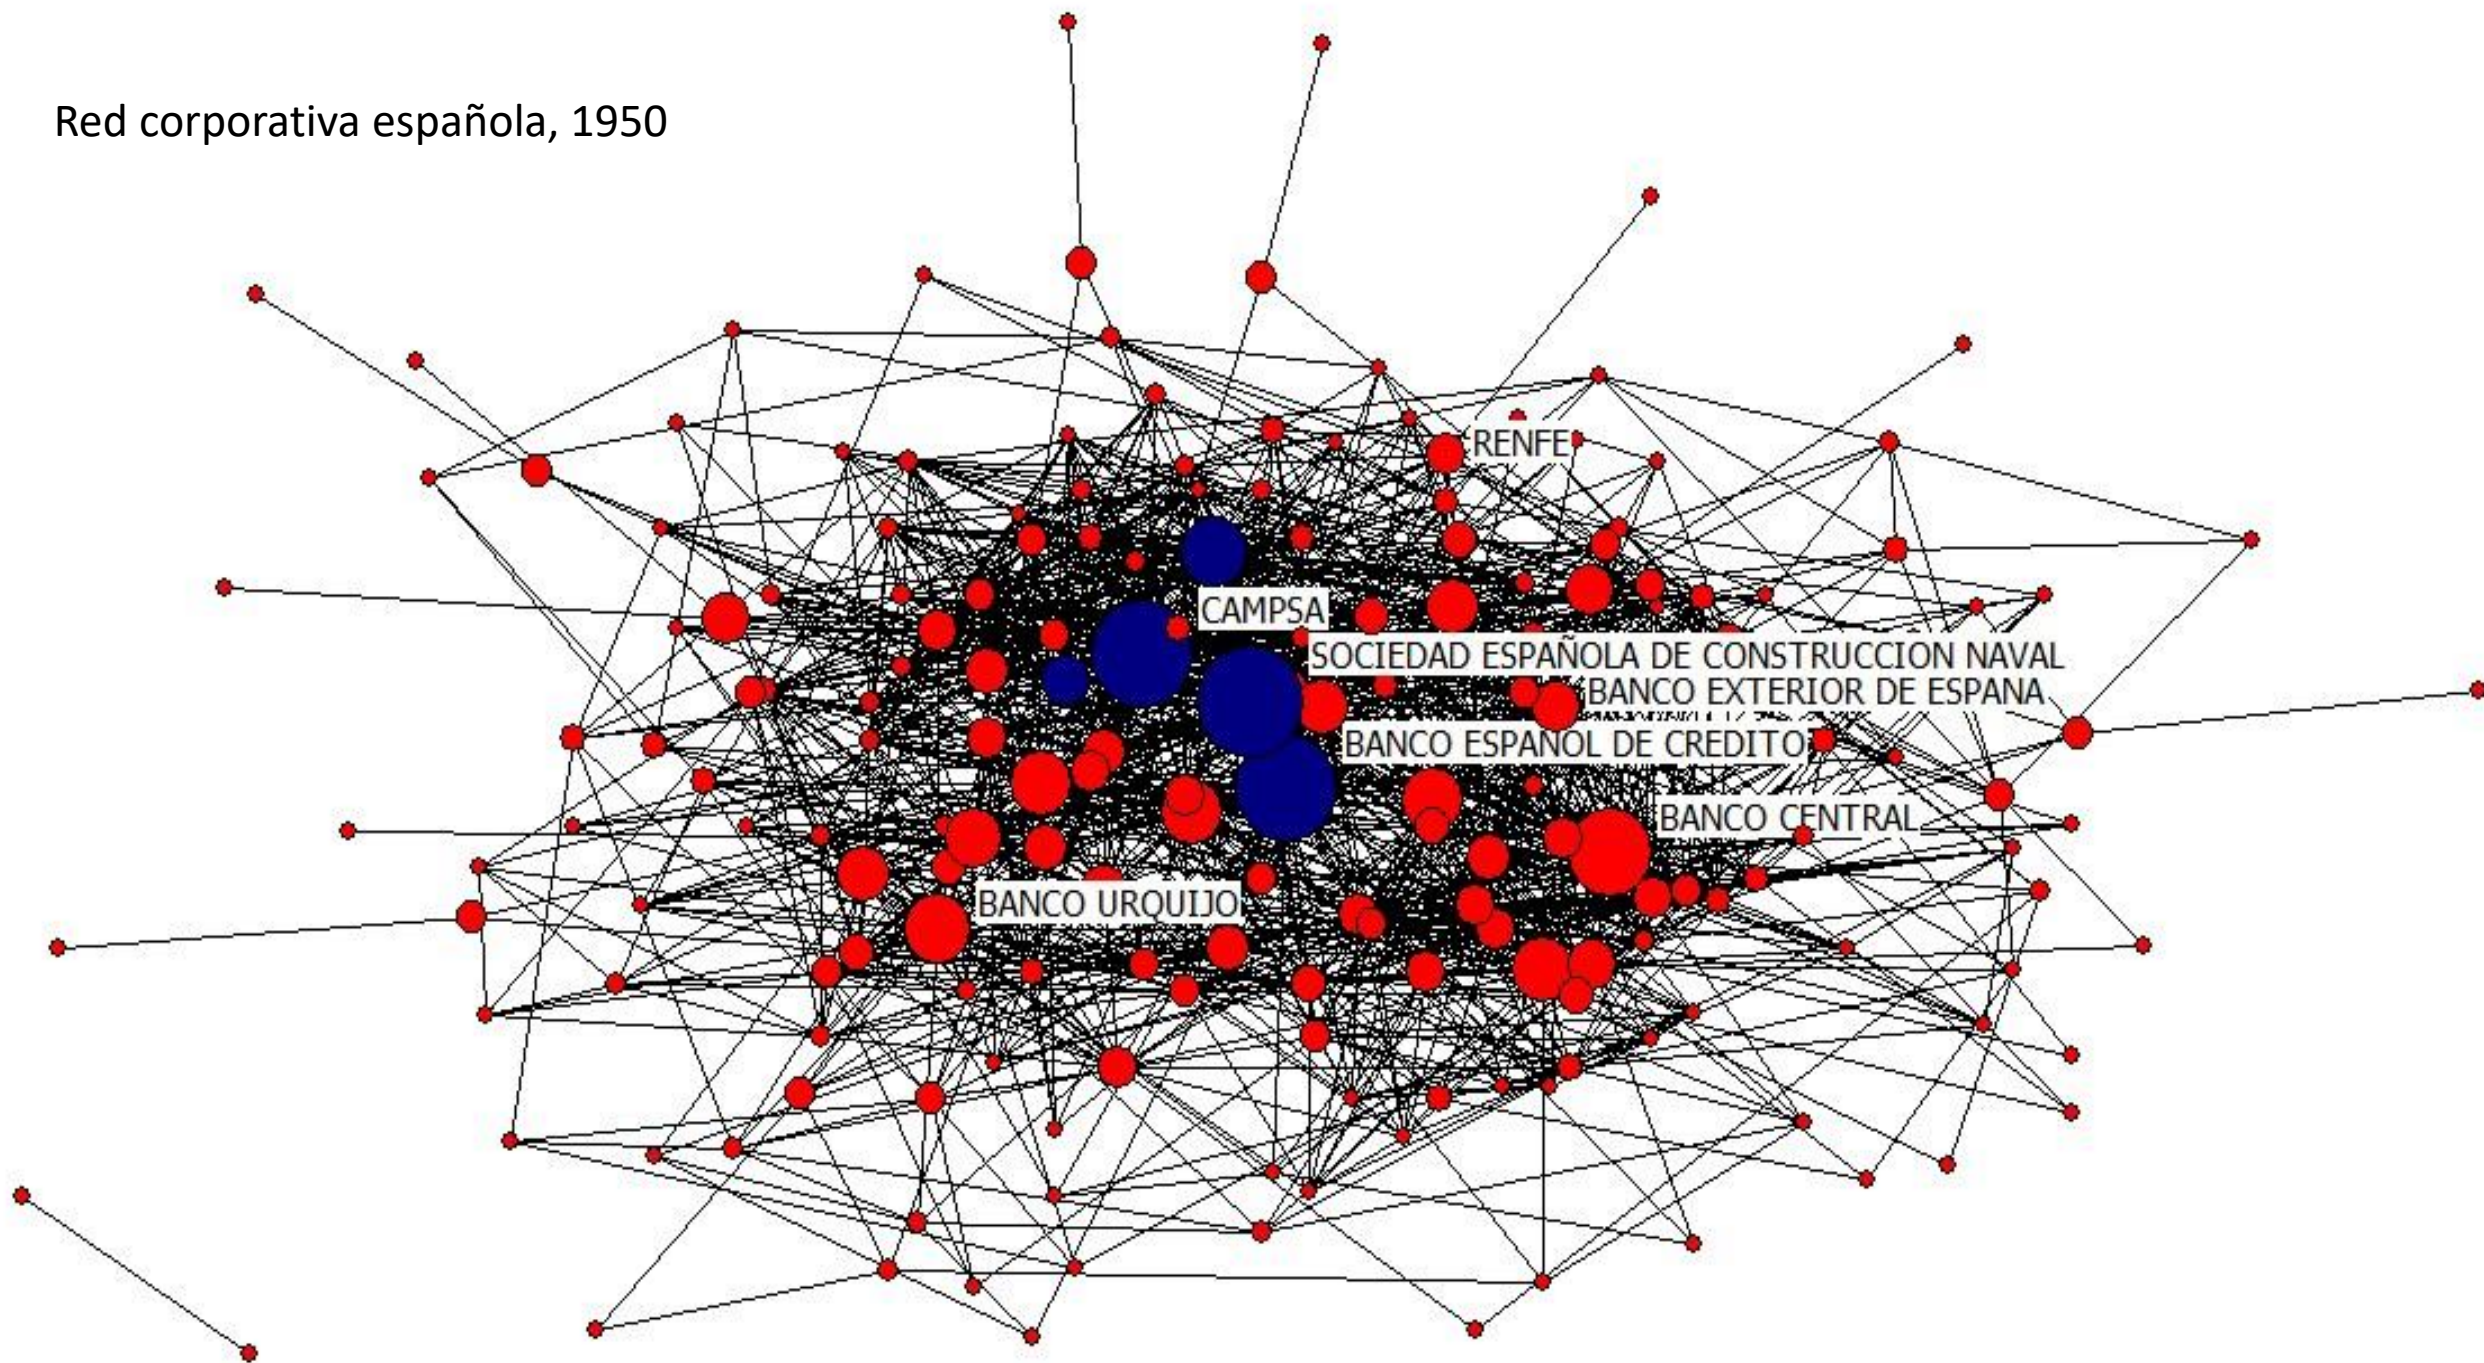 Red corporativa española, 1950
RENFE
CAMPSA
SOCIEDAD ESPAÑOLA DE CONSTRUCCION NAVAL
BANCO EXTERIOR DE ESPANA
BANCO ESPAÑOL DE CREDITO
BANCO CENTRAL
BANCO URQUIJO